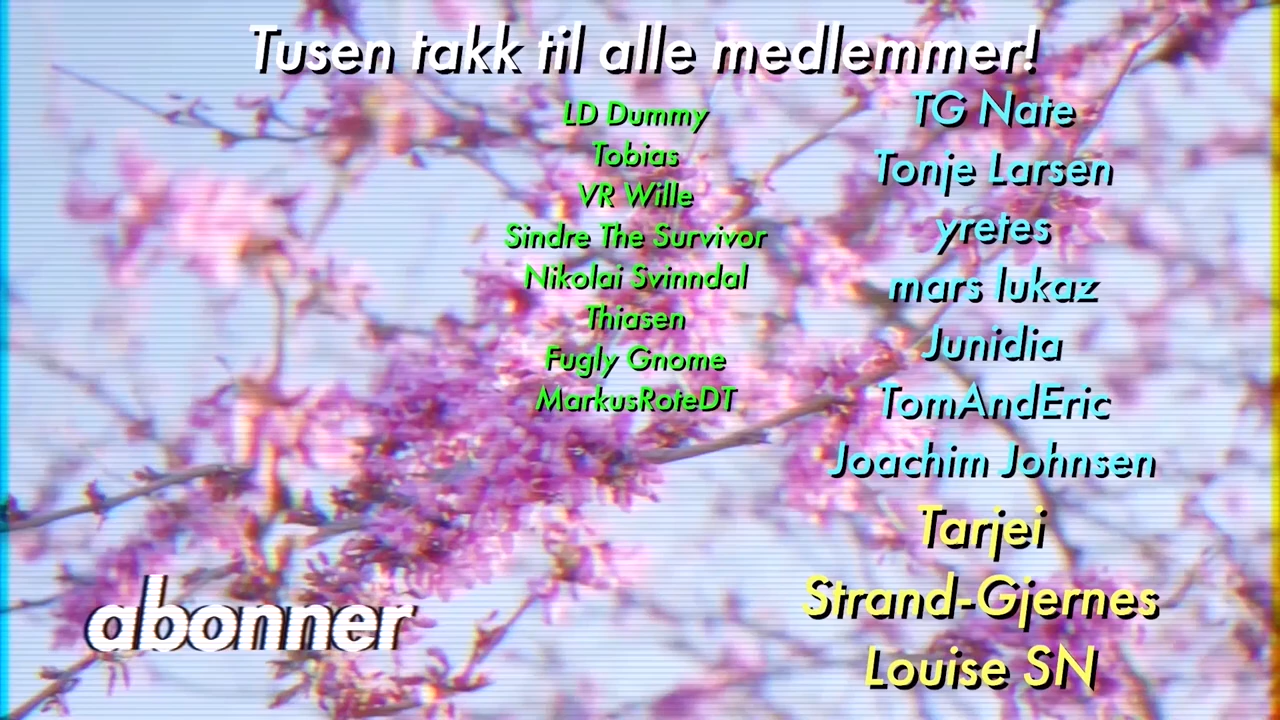 Tusen takk til alle medlemmer!
LD Dummy
Tobias
VR Wille
Sindre The Survivor
Nikolai Svinndal
Thiasen
Fugly Gnome
MarkusRoteDT
TG Nate
Tonje Larsen
yretes
mars lukaz
Junidia
TomAndEric
Joachim Johnsen
Tarjei
Strand-Gjernes
Louise SN
abonner